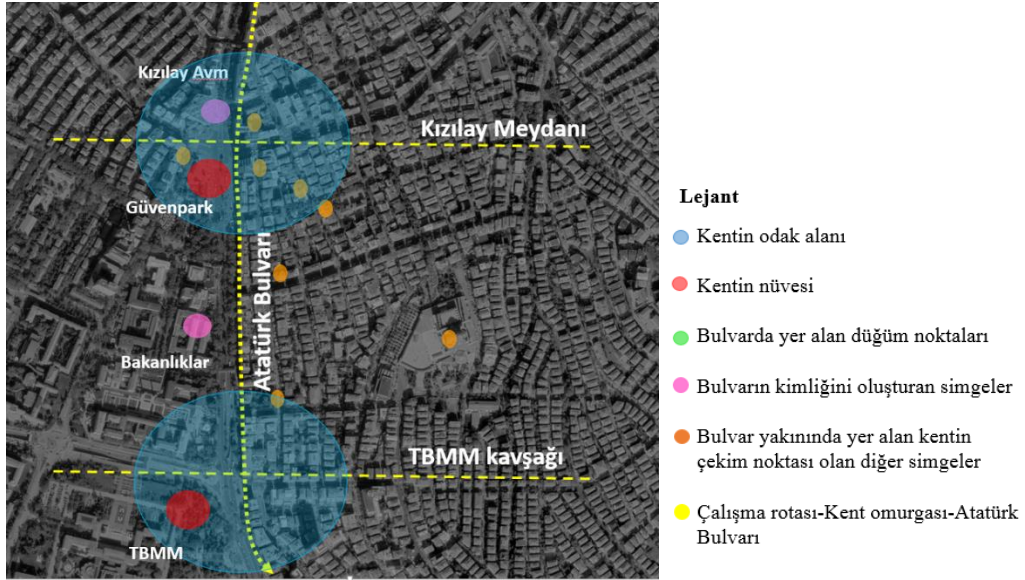 Kızılay Avm
Kızılay Meydanı
Güvenpark
Atatürk Bulvarı
Bakanlıklar
TBMM kavşağı
TBMM
Lejant
Kentin odak alanı
Kentin nüvesi
Bulvarda yer alan düğüm noktaları
Bulvarın kimliğini oluşturan simgeler
Bulvar yakınında yer alan kentin
çekim noktası olan diğer simgeler
Çalışma rotası-Kent omurgası-Atatürk
Bulvarı